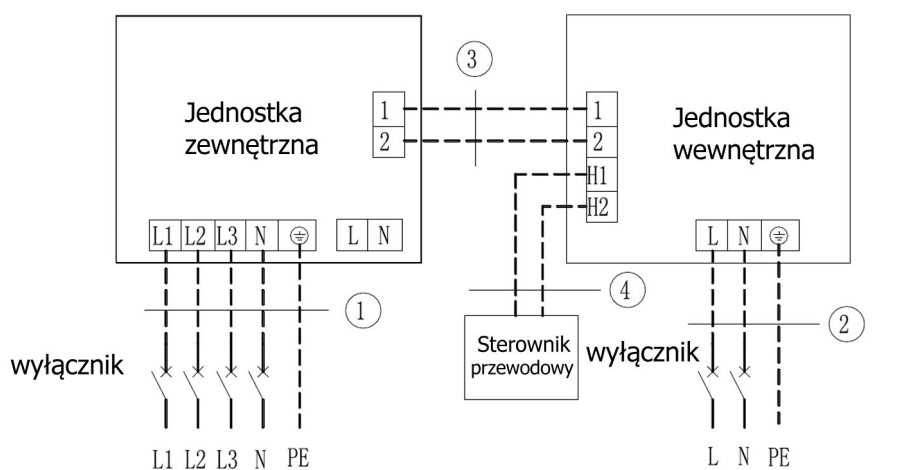 3
Jednostka
zewnętrzna
1
2
1
2
H1
H2
Jednostka
wewnętrzna
L1 L2 L3 N
L N
L N
1
4
2
wyłącznik
Sterownik
przewodowy
wyłącznik
L1 L2 L3 N PE
L N PE